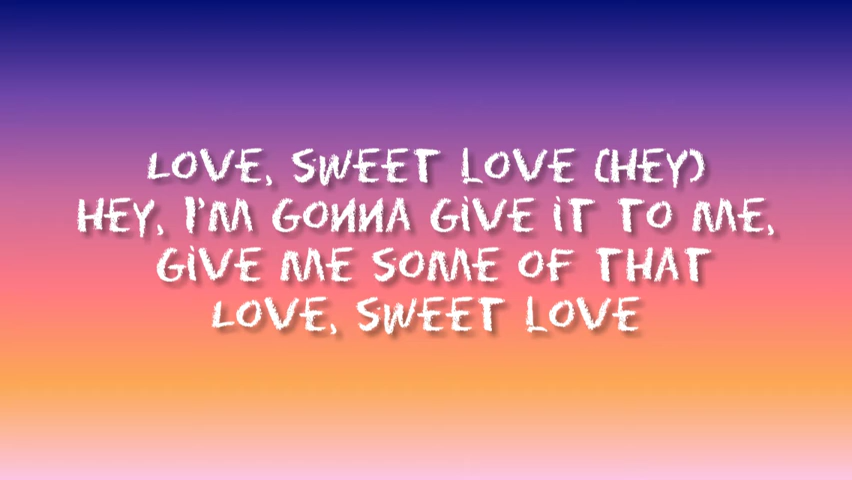 LOVE, SWEET LOVE (HEY)
HEY, I'M GONNA GIVE IT TO ME,
GIVE ME SOME OF THAT
LOVE, SWEET LOVE